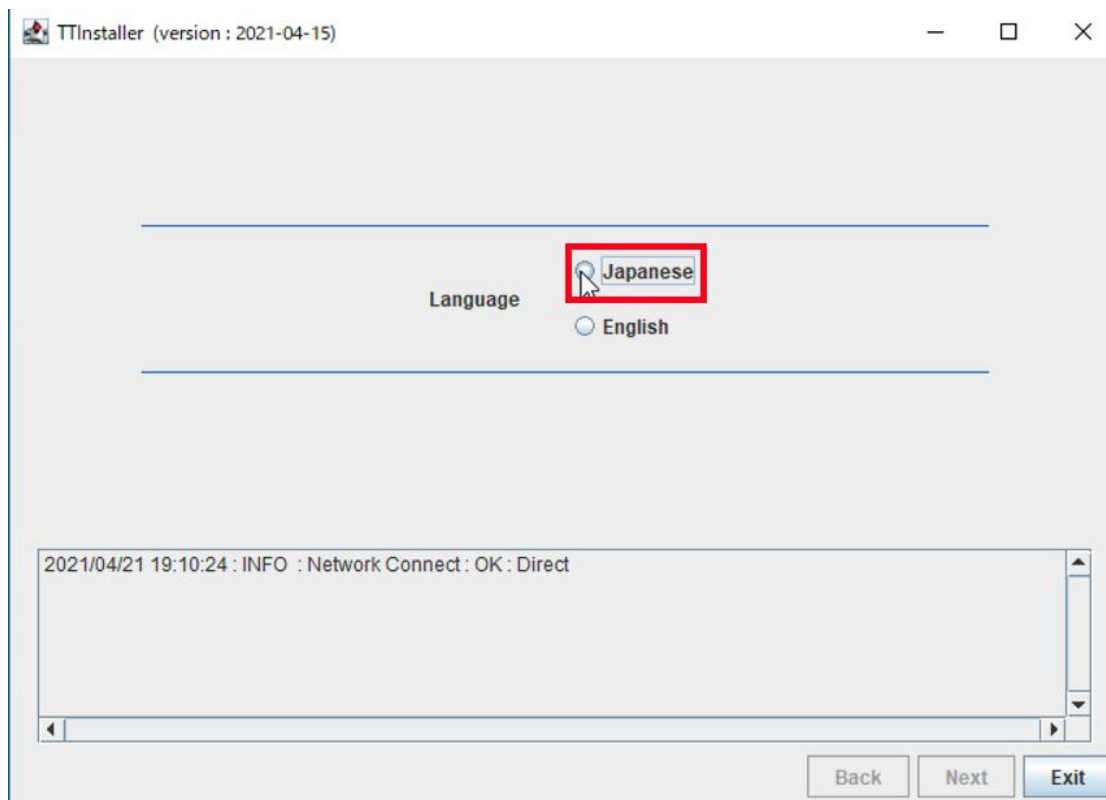 TTInstaller (version : 2021-04-15)
Japanese
Language
English
2021/04/21 19:10:24 : INFO : Network Connect : OK : Direct
Back Next Exit